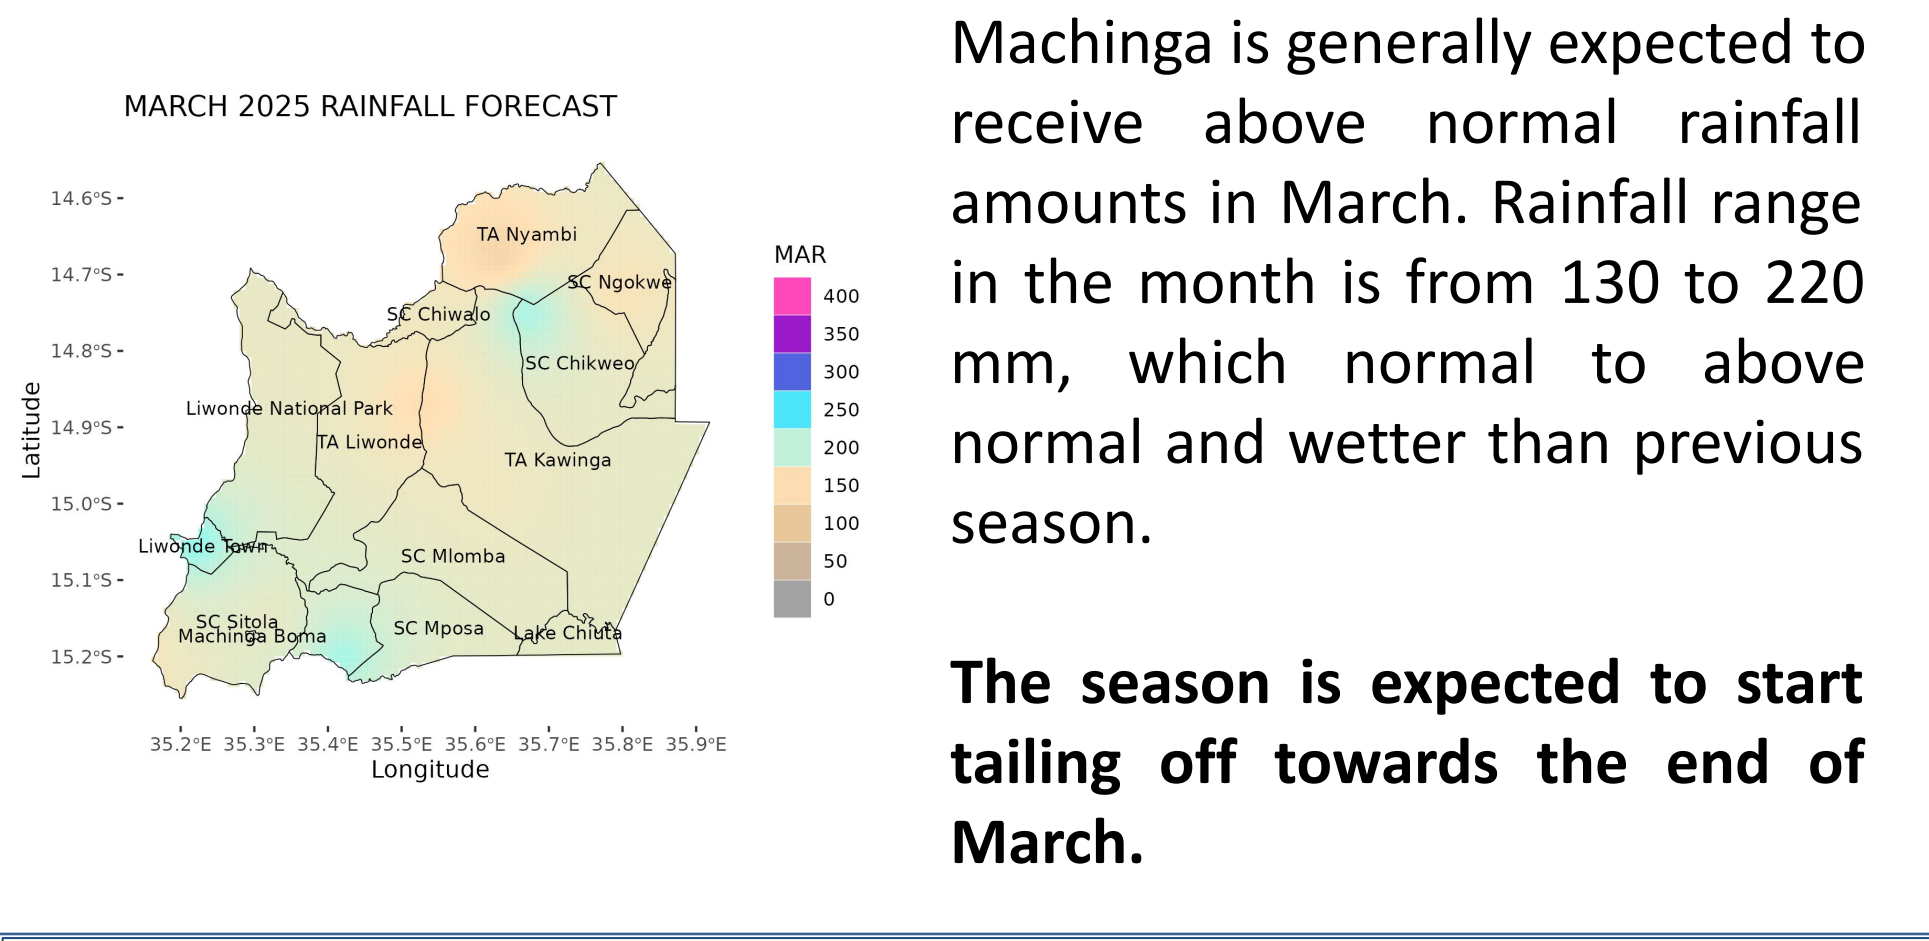 MARCH 2025 RAINFALL FORECAST
14.6°S
14.7°S
14.8°S
14.9°S
15.0°S
15.1°S
15.2°S
Latitude
TA Nyambi
SC Ngokwe
SC Chiwalo
SC Chikweo
Liwonde National Park
TA Liwonde
TA Kawinga
Liwonde Town
SC Mlomba
SC Sitola
Machinga Boma
SC Mposa
Lake Chiuta
35.2°E 35.3°E 35.4°E 35.5°E 35.6°E 35.7°E 35.8°E 35.9°E
Longitude
MAR
400
350
300
250
200
150
100
50
0
Machinga is generally expected to
receive above normal rainfall
amounts in March. Rainfall range
in the month is from 130 to 220
mm, which normal to above
normal and wetter than previous
season.
The season is expected to start
tailing off towards the end of
March.